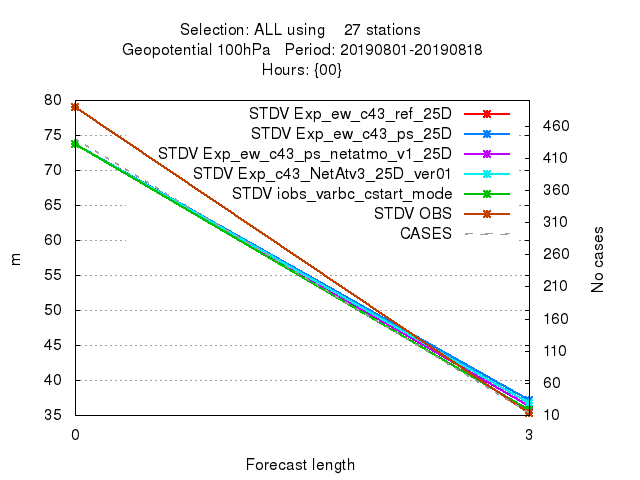 Selection: ALL using 27 stations
Geopotential 100hPa Period: 20190801-20190818
Hours: {00}
80
75
70
65
60
55
50
45
40
35
m
STDV Exp_ew_c43_ref_25D
STDV Exp_ew_c43_ps_25D
STDV Exp_ew_c43_ps_netatmo_v1_25D
STDV Exp_c43_NetAtv3_25D_ver01
STDV iobs_varbc_cstart_mode
STDV OBS
CASES
460
410
360
310
260
210
160
110
60
10
No cases
0 3
Forecast length